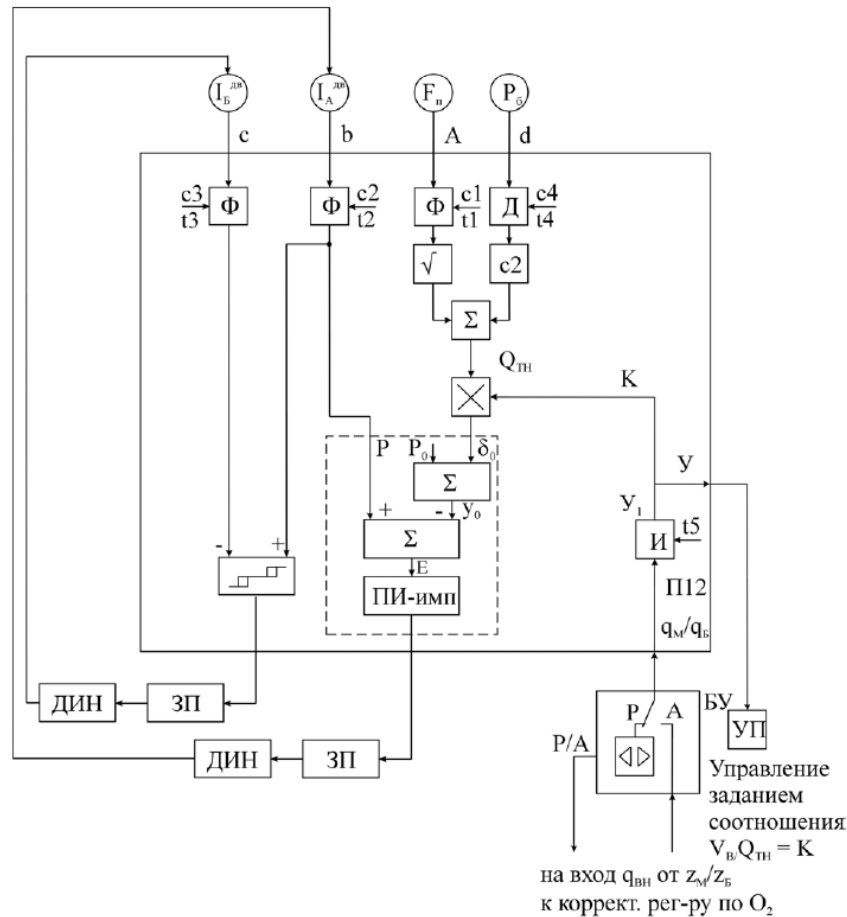 I_Б^дв I_А^дв F_п P_б
c b A d
c3 Ф Ф c2 Ф c1 Д c4
t3 t2 t1 t4
√ c2
Σ
Q_ТН
K
P P_0 δ_0
У
Σ
+ - y_0
У_1
t5
Σ
И
- +
E
П12
ПИ-имп
q_М/q_Б
ДИН ЗП
P A
БУ
УП
ДИН ЗП
Р/А
Управление
заданием
соотношения
V_В/Q_ТН = K
на вход q_ВН от z_М/z_Б
к коррект. рег-ру по O_2